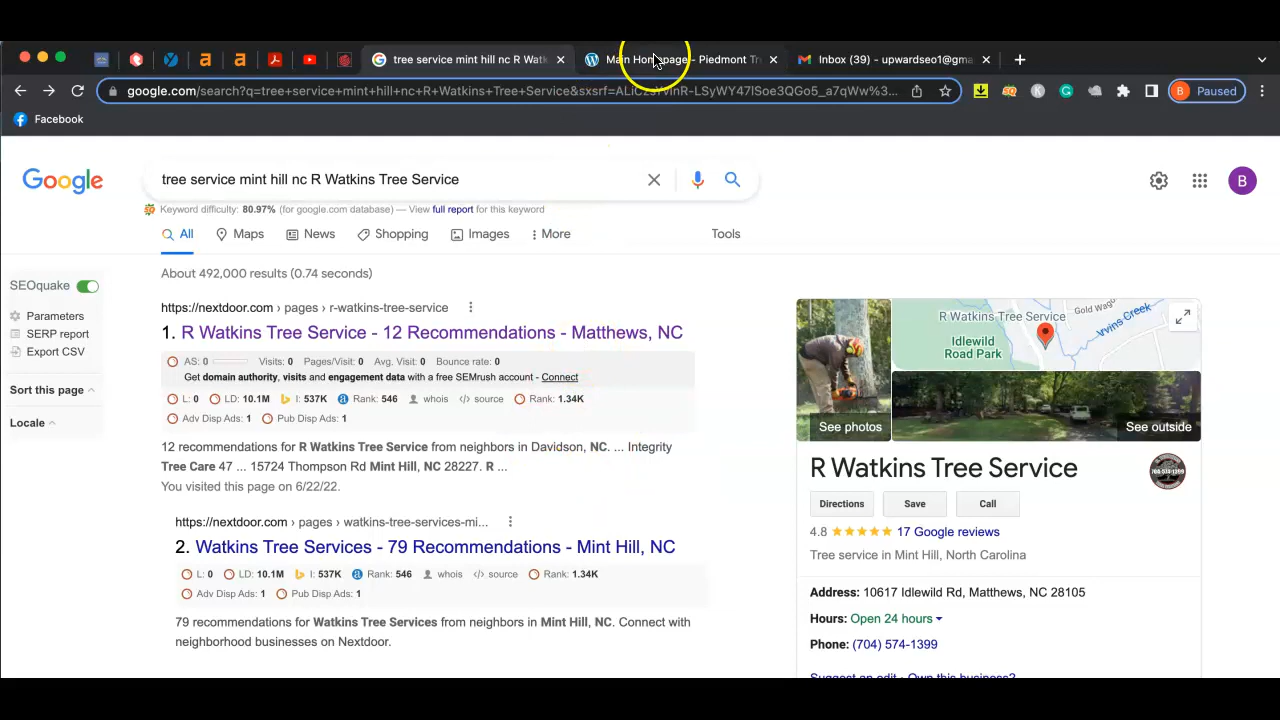 tree service mint hill nc R Watk
Main Homepage - Piedmont Tr
Inbox (39) - upwardseo1@gma
google.com/search?q=tree+service+mint+hill+nc+R+Watkins+Tree+Service&sxsrf=
Paused
Facebook
Google
tree service mint hill nc R Watkins Tree Service
B
Keyword difficulty: 80.97% (for google.com database) — View full report for this keyword
All
Maps
News
Shopping
Images
More
Tools
About 492,000 results (0.74 seconds)
SEOquake
Parameters
SERP report
Export CSV
Sort this page
Locale
https://nextdoor.com › pages › r-watkins-tree-service
1. R Watkins Tree Service - 12 Recommendations - Matthews, NC
AS: 0 Visits: 0 Pages/Visit: 0 Avg. Visit: 0 Bounce rate: 0
Get domain authority, visits and engagement data with a free SEMrush account - Connect
L: 0 LD: 10.1M I: 537K Rank: 546 whois source Rank: 1.34K
Adv Disp Ads: 1 Pub Disp Ads: 1
12 recommendations for R Watkins Tree Service from neighbors in Davidson, NC. ... Integrity
Tree Care 47 ... 15724 Thompson Rd Mint Hill, NC 28227. R ...
You visited this page on 6/22/22.
https://nextdoor.com › pages › watkins-tree-services-mi...
2. Watkins Tree Services - 79 Recommendations - Mint Hill, NC
L: 0 LD: 10.1M I: 537K Rank: 546 whois source Rank: 1.34K
Adv Disp Ads: 1 Pub Disp Ads: 1
79 recommendations for Watkins Tree Services from neighbors in Mint Hill, NC. Connect with
neighborhood businesses on Nextdoor.
R Watkins Tree Service
Gold Wago
Irvins Creek
Idlewild
Road Park
See photos
See outside
R Watkins Tree Service
704-574-1399
Directions
Save
Call
4.8 17 Google reviews
Tree service in Mint Hill, North Carolina
Address: 10617 Idlewild Rd, Matthews, NC 28105
Hours: Open 24 hours
Phone: (704) 574-1399
Suggest an edit · Own this business?